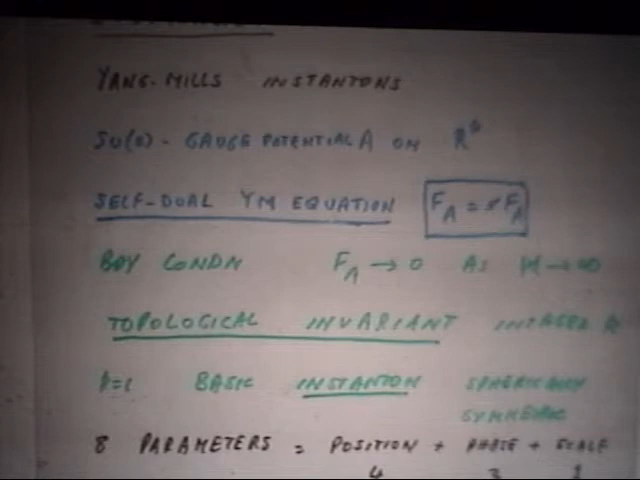 YANG-MILLS INSTANTONS
SU(2) - GAUGE POTENTIAL A ON R⁴
SELF-DUAL YM EQUATION F_A = *F_A
BDY CONDN F_A → 0 AS |x| → ∞
TOPOLOGICAL INVARIANT INTEGER k
k=1 BASIC INSTANTON SPHERICALLY
SYMMETRIC
8 PARAMETERS = POSITION + PHASE + SCALE
4 3 1